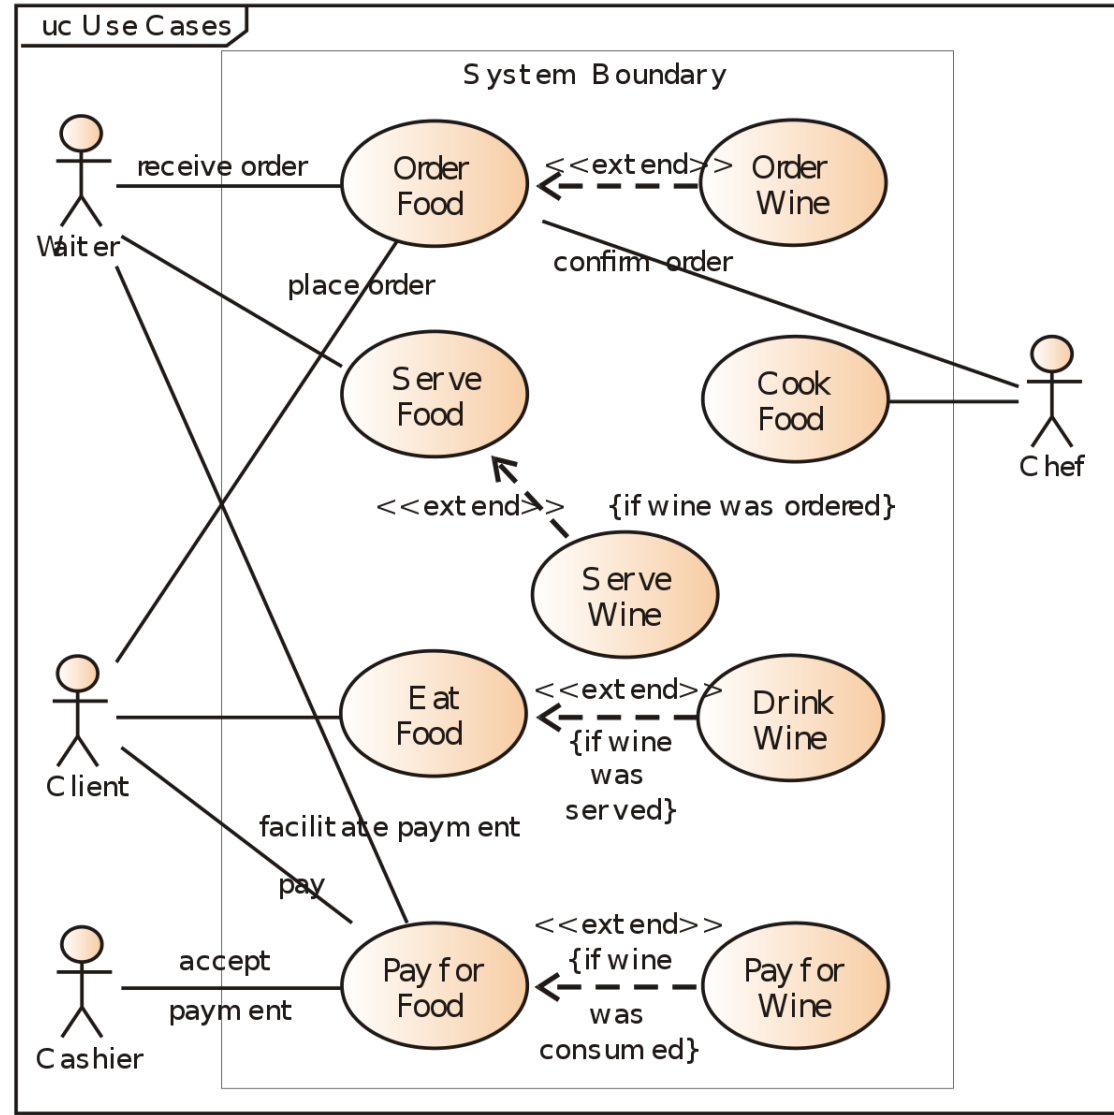 uc Use Cases
System Boundary
receive order
Order
Food
<<extend>>
Order
Wine
Waiter
place order
confirm order
Serve
Food
Cook
Food
Chef
<<extend>>
{if wine was ordered}
Serve
Wine
Eat
Food
<<extend>>
{if wine
was
served}
Drink
Wine
Client
facilitate payment
pay
accept
payment
Pay for
Food
<<extend>>
{if wine
was
consumed}
Pay for
Wine
Cashier